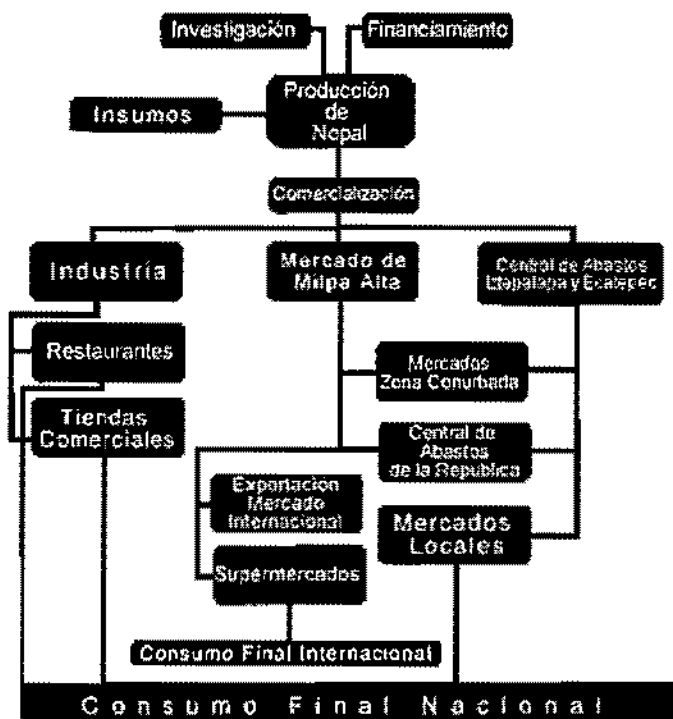 Investigación
Financiamiento
Producción
de
Nopal
Insumos
Comercialización
Industría
Mercado de
Milpa Alta
Central de Abastos
Iztapalapa y Ecatepec
Restaurantes
Mercados
Zona Conurbada
Tiendas
Comerciales
Central de
Abastos
de la República
Exportación
Mercado
Internacional
Mercados
Locales
Supermercados
Consumo Final Internacional
Consumo Final Nacional